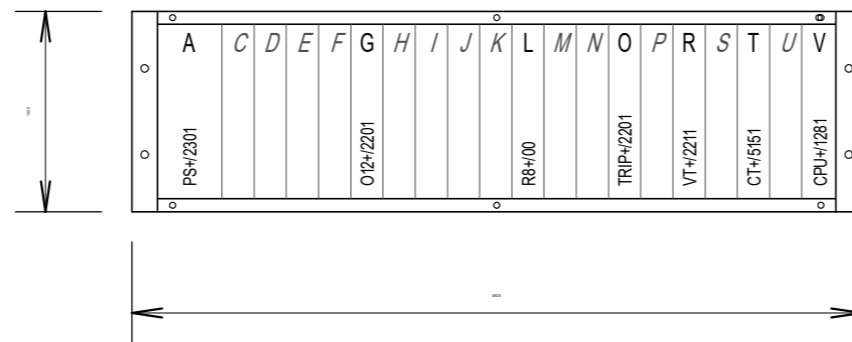 A C D E F G H I J K L M N O P R S T U V
PS+/2301
O12+/2201
R8+/00
TRIP+/2201
VT+/2211
CT+/5151
CPU+/1281